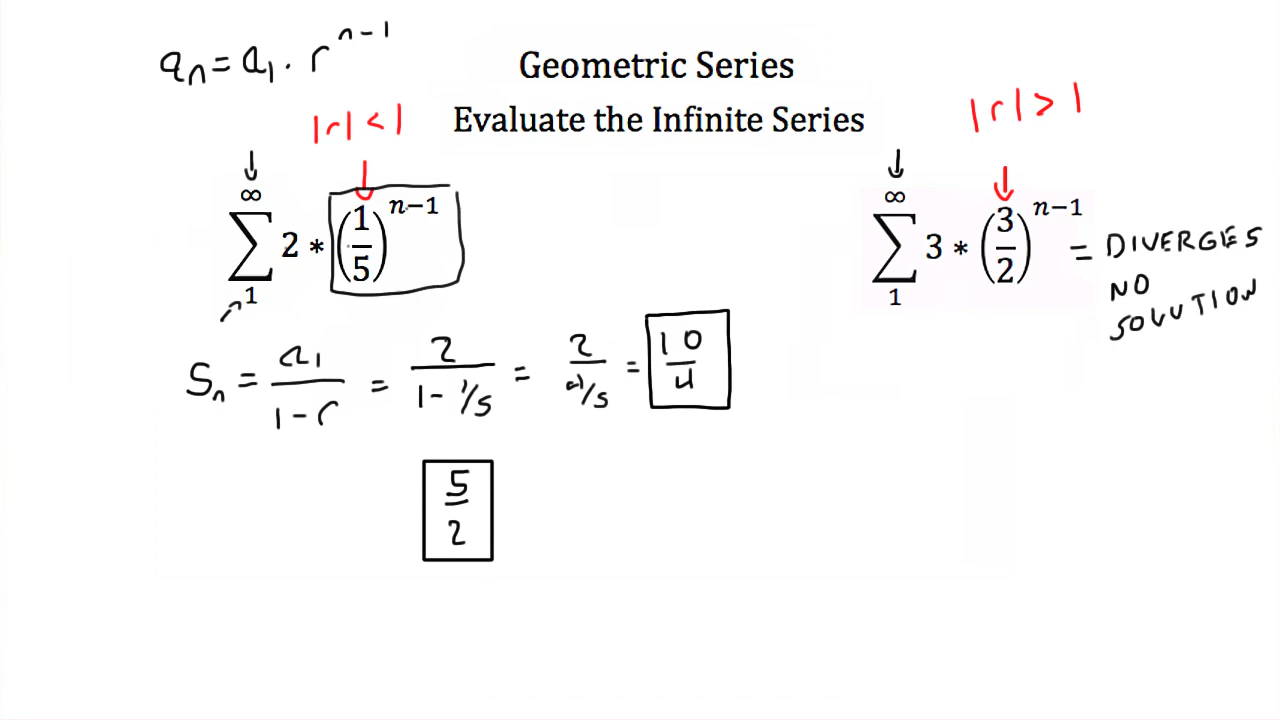 aₙ = a₁ · rⁿ⁻¹
Geometric Series
Evaluate the Infinite Series
|r| < 1
|r| > 1
↓
∞
∑ 2 * (1/5)ⁿ⁻¹
1
Sₙ = a₁/(1 - r) = 2/(1 - 1/5) = 2/(4/5) = 10/4
5/2
↓
∞
∑ 3 * (3/2)ⁿ⁻¹ = DIVERGES
1
NO
SOLUTION